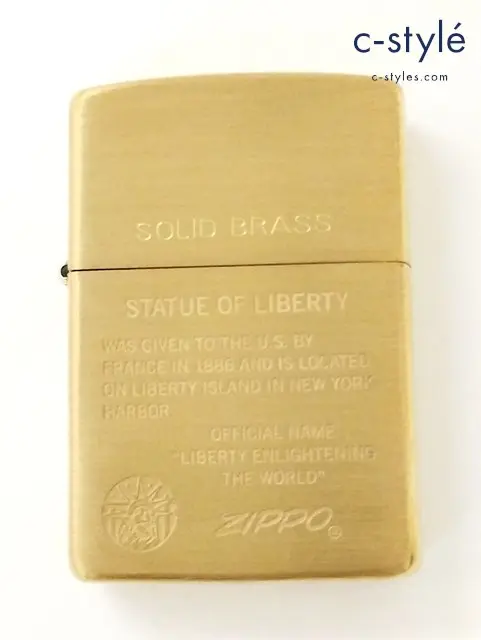 c-stylé
c-styles.com
SOLID BRASS
STATUE OF LIBERTY
WAS GIVEN TO THE U.S. BY
FRANCE IN 1886 AND IS LOCATED
ON LIBERTY ISLAND IN NEW YORK
HARBOR
OFFICIAL NAME
"LIBERTY ENLIGHTENING
THE WORLD"
ZIPPO ®